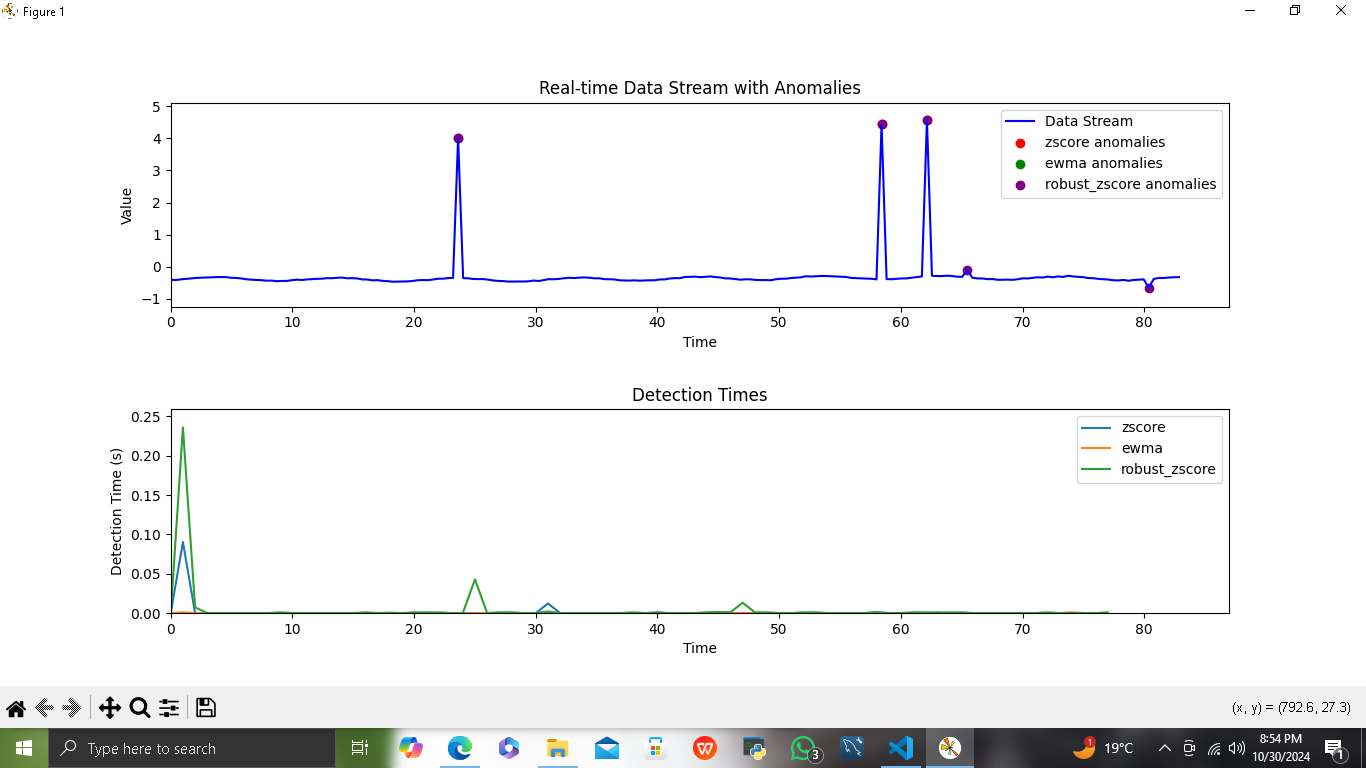 Figure 1
Real-time Data Stream with Anomalies
5
4
3
2
1
0
−1
Value
Data Stream
zscore anomalies
ewma anomalies
robust_zscore anomalies
0 10 20 30 40 50 60 70 80
Time
Detection Times
0.25
0.20
0.15
0.10
0.05
0.00
Detection Time (s)
zscore
ewma
robust_zscore
0 10 20 30 40 50 60 70 80
Time
(x, y) = (792.6, 27.3)
Type here to search
W
3
1
19°C
8:54 PM
10/30/2024
1